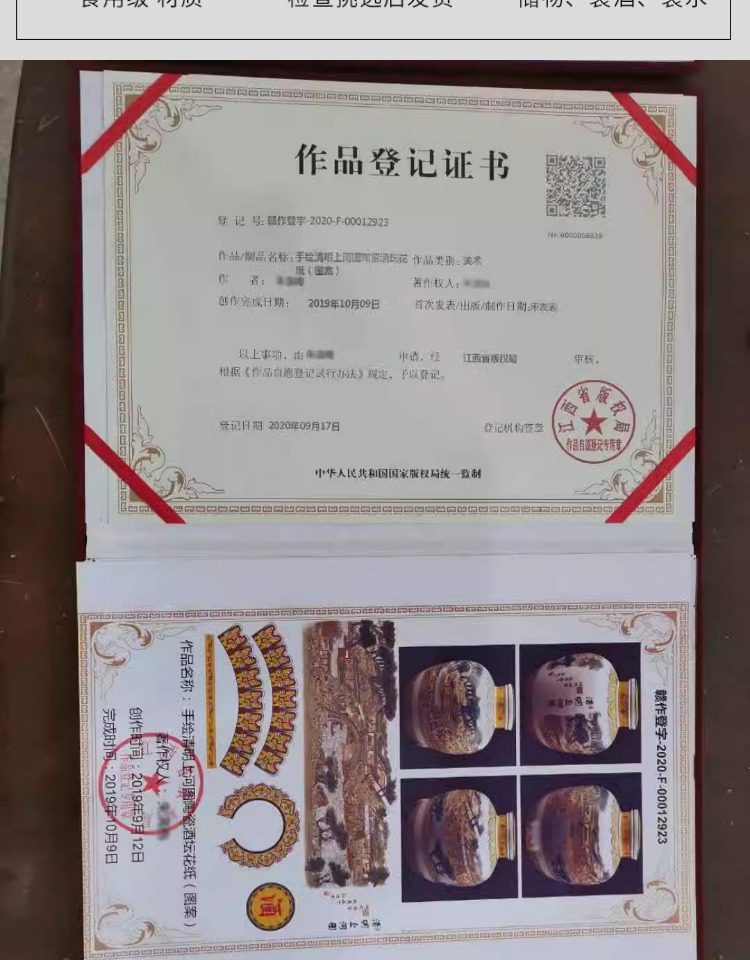 食用级 材质 检查挑选后发货 储物、装酒、装水
作品登记证书
登 记 号: 赣作登字-2020-F-00012923
No. 0000056928
作品/制品名称: 手绘清明上河图陶瓷酒坛花 作品类别: 美术
纸(图案)
作 者: 著作权人:
创作完成日期: 2019年10月09日 首次发表/出版/制作日期: 未发表
以上事项,由 申请,经 江西省版权局 审核,
根据《作品自愿登记试行办法》规定,予以登记。
登记日期: 2020年09月17日 登记机构签章
江西省版权局
作品自愿登记专用章
中华人民共和国国家版权局统一监制
赣作登字-2020-F-00012923
清明上河图
作品名称:手绘清明上河图陶瓷酒坛花纸(图案)
著作权人:
创作时间:2019年9月12日
完成时间:2019年10月9日